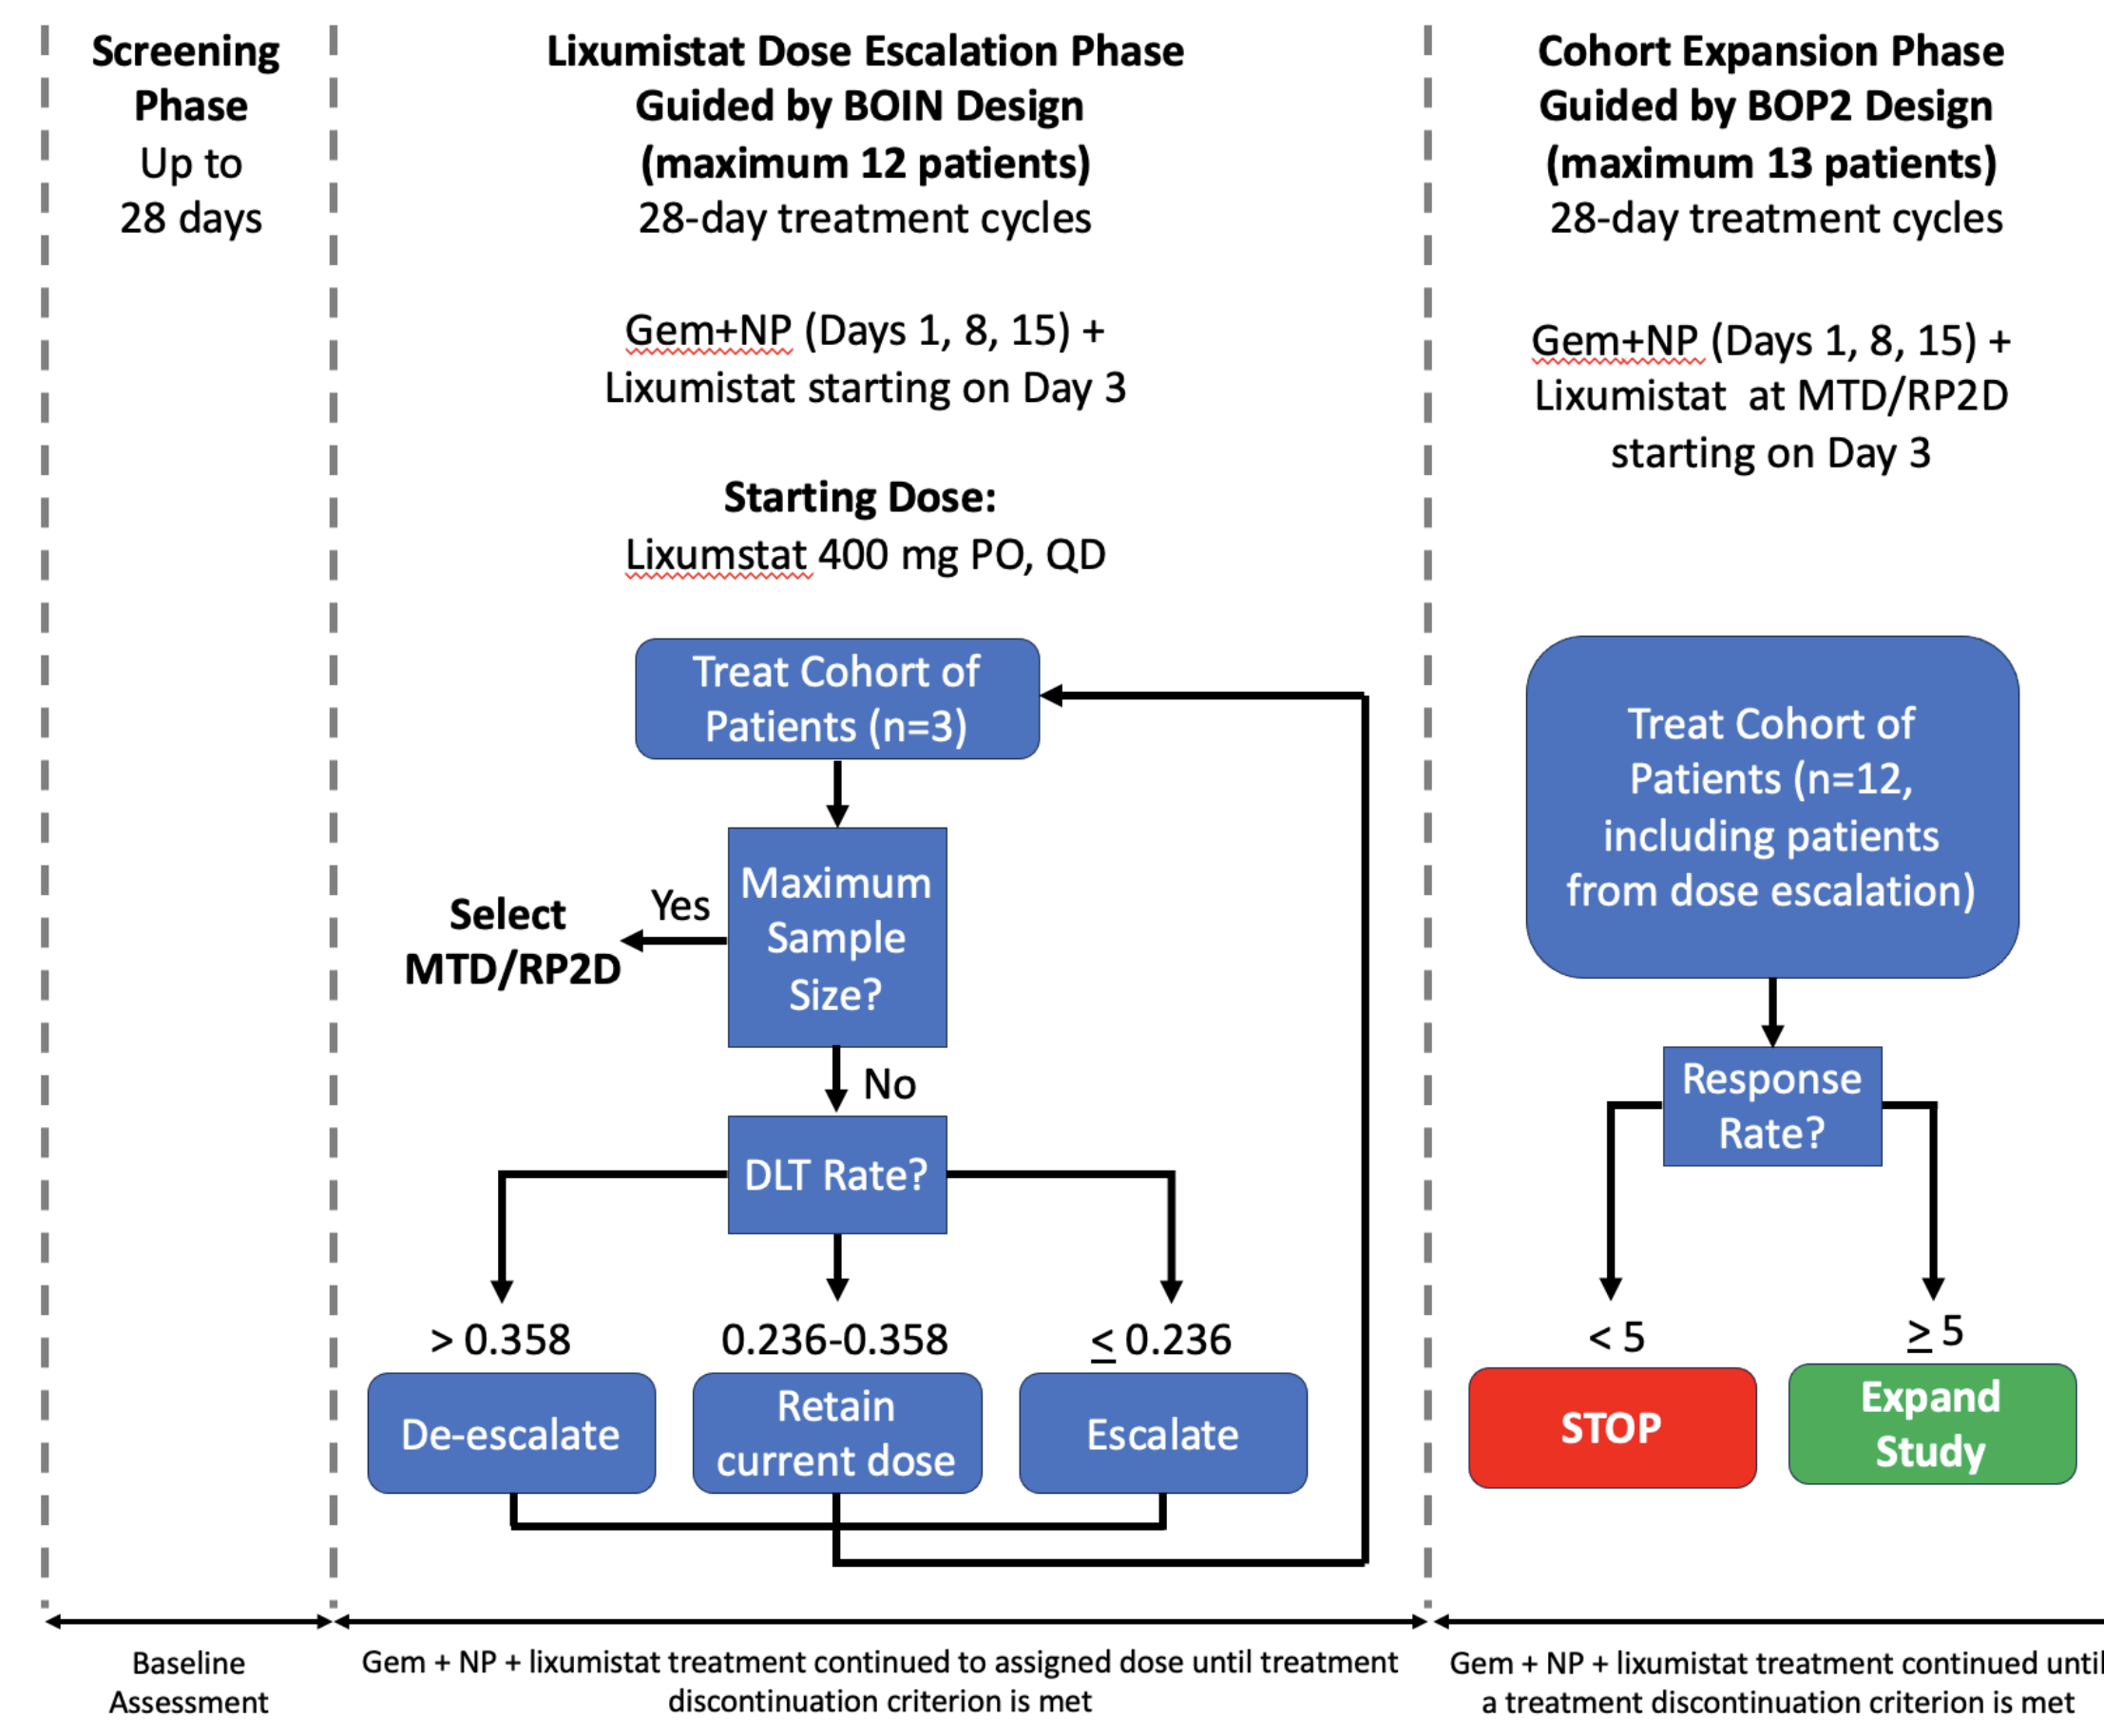 Screening
Phase
Up to
28 days
Lixumistat Dose Escalation Phase
Guided by BOIN Design
(maximum 12 patients)
28-day treatment cycles
Gem+NP (Days 1, 8, 15) +
Lixumistat starting on Day 3
Starting Dose:
Lixumstat 400 mg PO, QD
Treat Cohort of
Patients (n=3)
Maximum
Sample
Size?
Yes
Select
MTD/RP2D
No
DLT Rate?
> 0.358
0.236-0.358
≤ 0.236
De-escalate
Retain
current dose
Escalate
Cohort Expansion Phase
Guided by BOP2 Design
(maximum 13 patients)
28-day treatment cycles
Gem+NP (Days 1, 8, 15) +
Lixumistat at MTD/RP2D
starting on Day 3
Treat Cohort of
Patients (n=12,
including patients
from dose escalation)
Response
Rate?
< 5
≥ 5
STOP
Expand
Study
Baseline
Assessment
Gem + NP + lixumistat treatment continued to assigned dose until treatment
discontinuation criterion is met
Gem + NP + lixumistat treatment continued until
a treatment discontinuation criterion is met